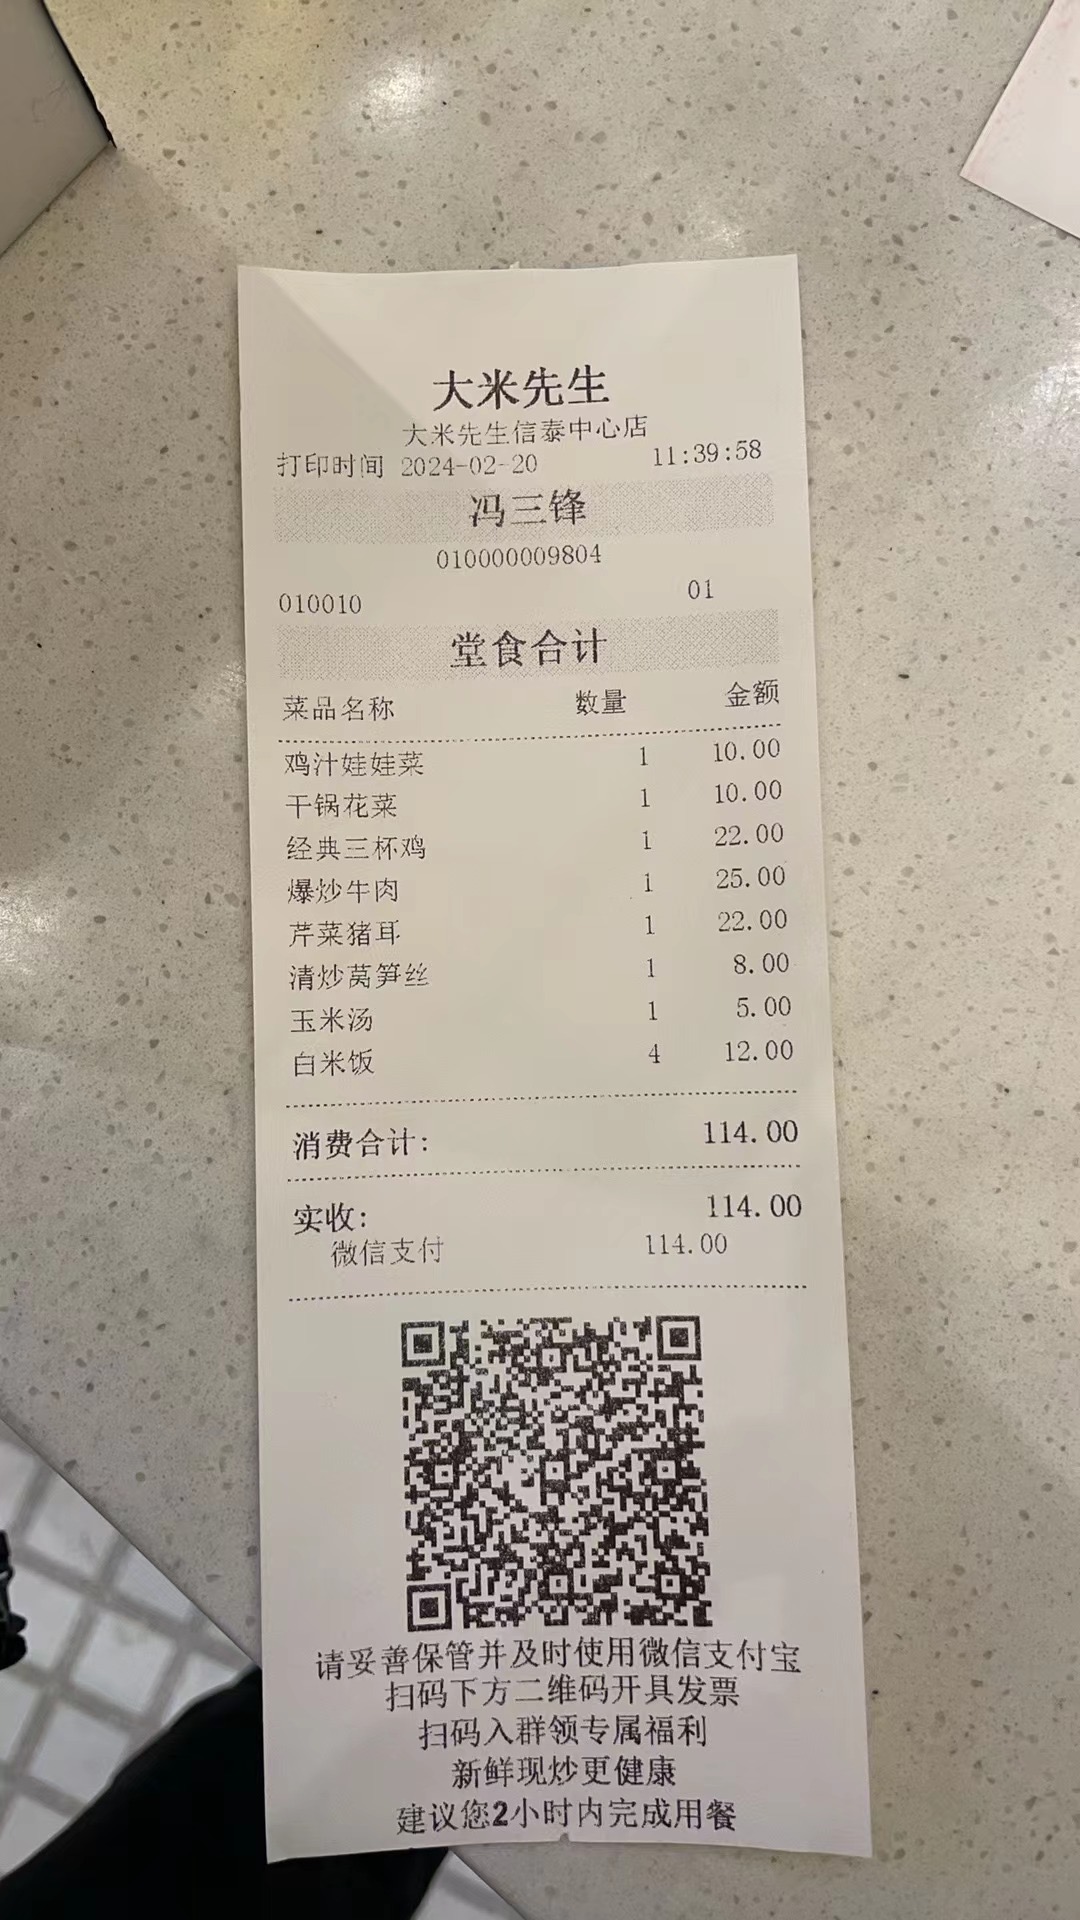 大米先生
大米先生信泰中心店
打印时间 2024-02-20 11:39:58
冯三锋
010000009804
010010 01
堂食合计
菜品名称 数量 金额
鸡汁娃娃菜 1 10.00
干锅花菜 1 10.00
经典三杯鸡 1 22.00
爆炒牛肉 1 25.00
芹菜猪耳 1 22.00
清炒莴笋丝 1 8.00
玉米汤 1 5.00
白米饭 4 12.00
消费合计: 114.00
实收: 114.00
微信支付 114.00
请妥善保管并及时使用微信支付宝
扫码下方二维码开具发票
扫码入群领专属福利
新鲜现炒更健康
建议您2小时内完成用餐